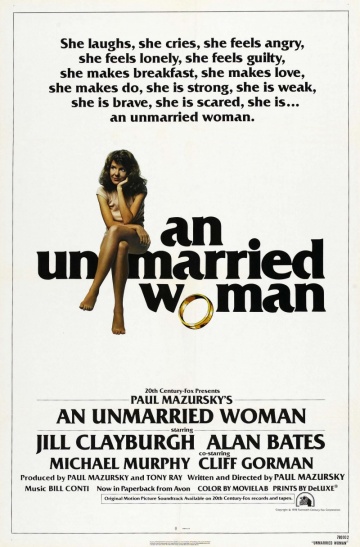 She laughs, she cries, she feels angry,
she feels lonely, she feels guilty,
she makes breakfast, she makes love,
she makes do, she is strong, she is weak,
she is brave, she is scared, she is...
an unmarried woman.
an
unmarried
woman
20th Century-Fox Presents
PAUL MAZURSKY'S
AN UNMARRIED WOMAN
starring
JILL CLAYBURGH ALAN BATES
co-starring
MICHAEL MURPHY CLIFF GORMAN
Produced by PAUL MAZURSKY and TONY RAY Written and Directed by PAUL MAZURSKY
Music BILL CONTI Now in Paperback from Avon COLOR BY MOVIELAB PRINTS BY DeLUXE®
Original Motion Picture Soundtrack Available on 20th Century-Fox records and tapes.
"UNMARRIED WOMAN"